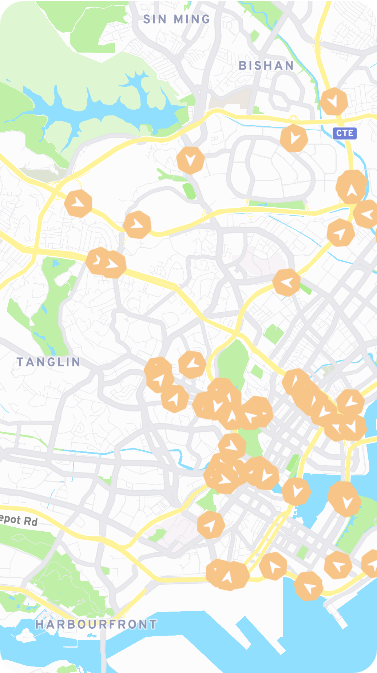 SIN MING
BISHAN
CTE
TANGLIN
epot Rd
HARBOURFRONT